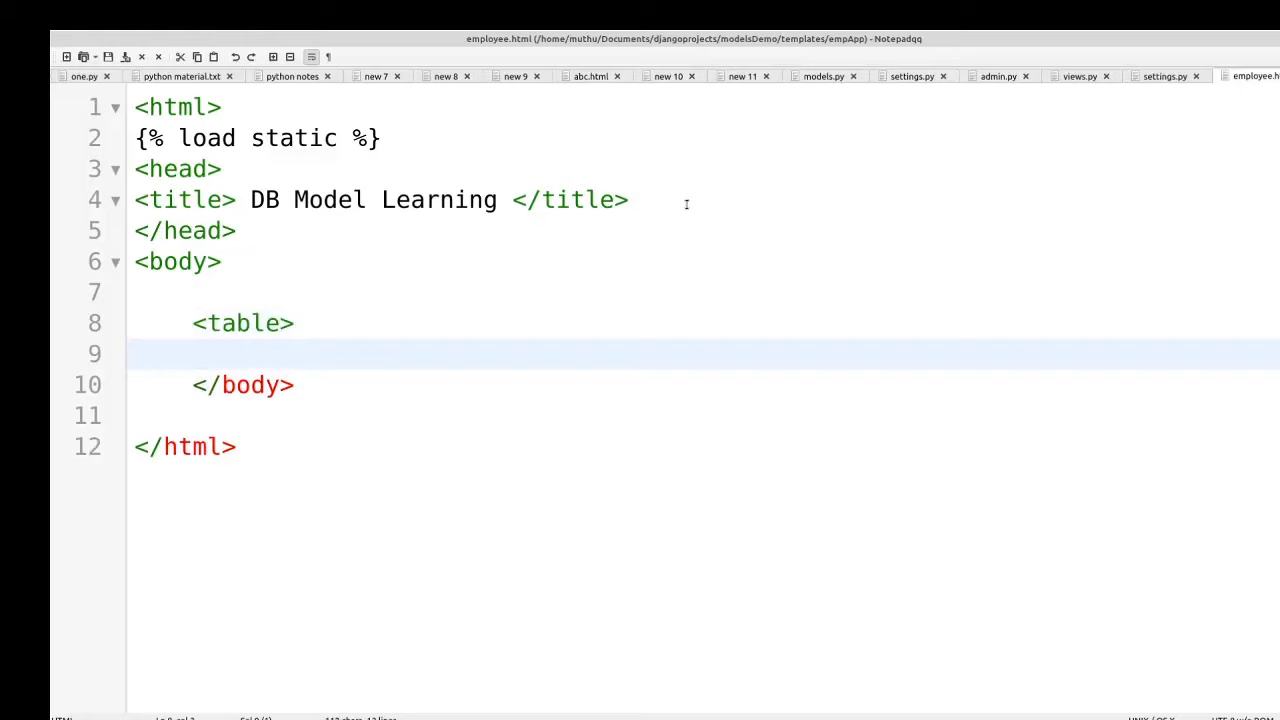 employee.html (/home/muthu/Documents/djangoprojects/modelsDemo/templates/empApp) - Notepadqq
one.py python material.txt python notes new 7 new 8 new 9 abc.html new 10 new 11 models.py settings.py admin.py views.py settings.py employee.h
1 <html>
2 {% load static %}
3 <head>
4 <title> DB Model Learning </title>
5 </head>
6 <body>
7
8 <table>
9
10 </body>
11
12 </html>